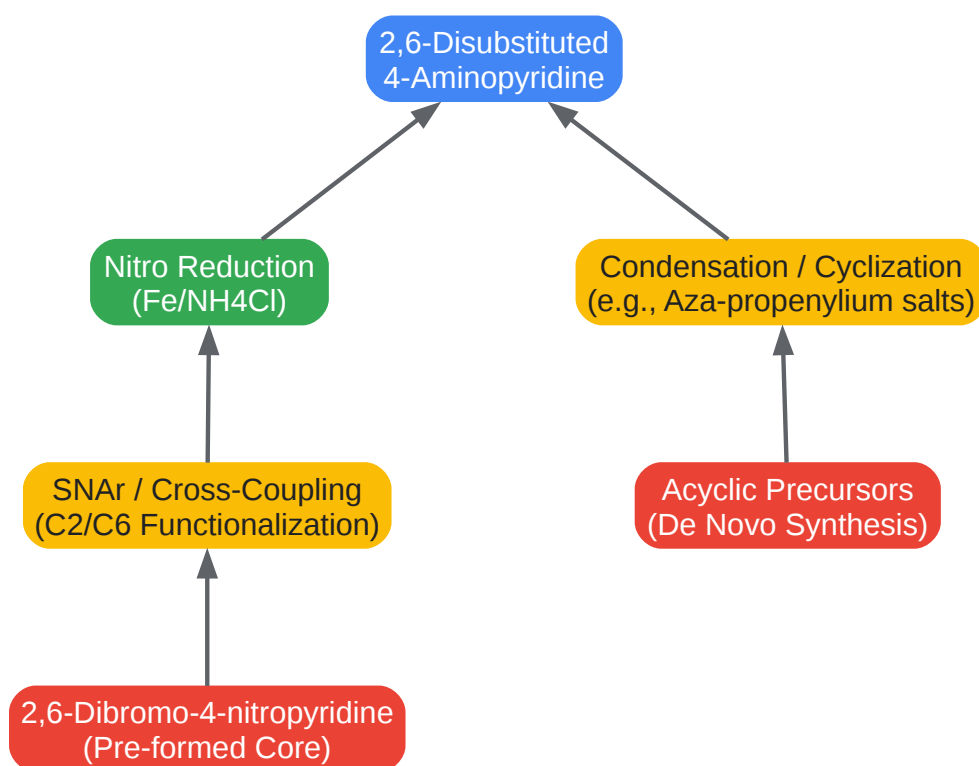 2,6-Disubstituted
4-Aminopyridine
Nitro Reduction
(Fe/NH4Cl)
Condensation / Cyclization
(e.g., Aza-propenylium salts)
SNAr / Cross-Coupling
(C2/C6 Functionalization)
Acyclic Precursors
(De Novo Synthesis)
2,6-Dibromo-4-nitropyridine
(Pre-formed Core)